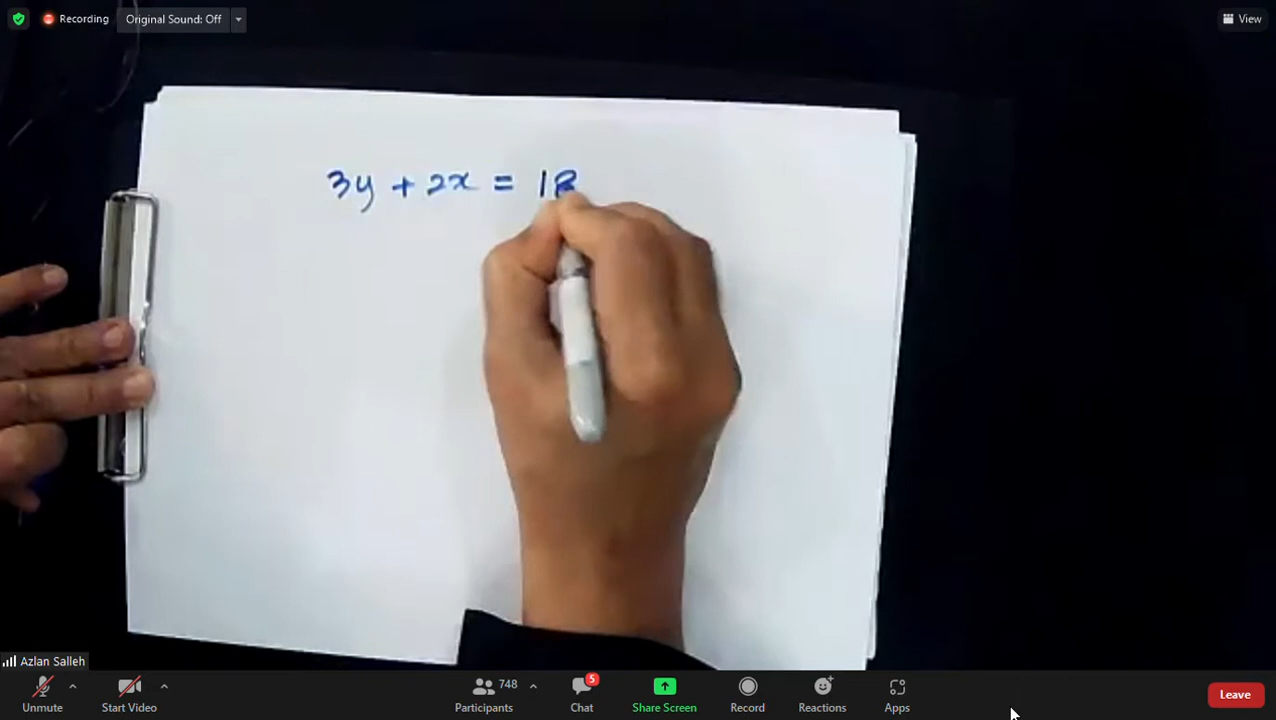 Recording
Original Sound: Off
View
3y + 2x = 18
Azlan Salleh
Unmute
Start Video
748
Participants
5
Chat
Share Screen
Record
Reactions
Apps
Leave